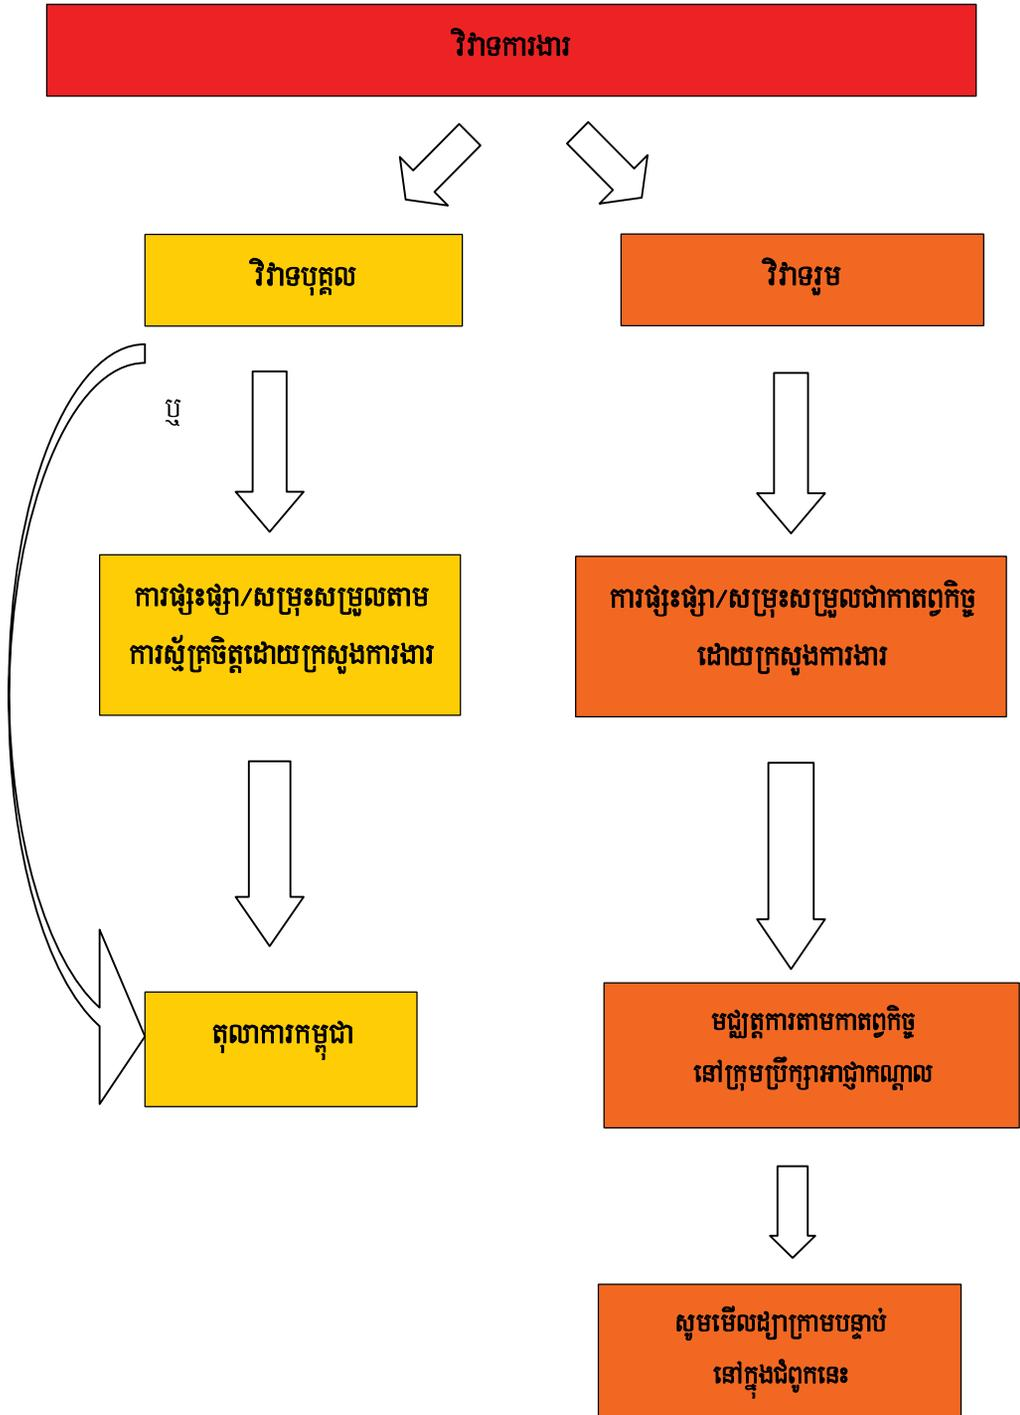 វិវាទការងារ
វិវាទបុគ្គល
វិវាទរួម
ឬ
ការផ្សះផ្សា/សម្រុះសម្រួលតាម
ការស្ម័គ្រចិត្តដោយក្រសួងការងារ
ការផ្សះផ្សា/សម្រុះសម្រួលជាកាតព្វកិច្ច
ដោយក្រសួងការងារ
តុលាការកម្ពុជា
មជ្ឈត្តការតាមកាតព្វកិច្ច
នៅក្រុមប្រឹក្សាអាជ្ញាកណ្តាល
សូមមើលដ្យាក្រាមបន្ទាប់
នៅក្នុងជំពូកនេះ